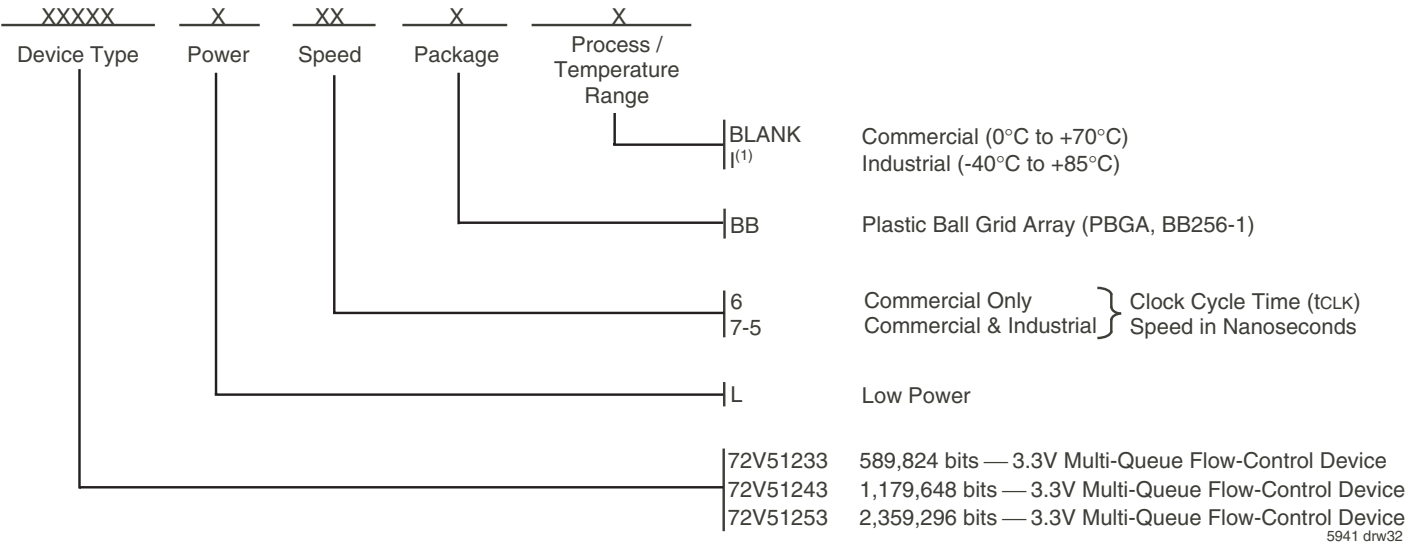 XXXXX X XX X X
Device Type Power Speed Package Process /
Temperature
Range
BLANK Commercial (0°C to +70°C)
I(1) Industrial (-40°C to +85°C)
BB Plastic Ball Grid Array (PBGA, BB256-1)
6 Commercial Only Clock Cycle Time (tCLK)
7-5 Commercial & Industrial Speed in Nanoseconds
L Low Power
72V51233 589,824 bits — 3.3V Multi-Queue Flow-Control Device
72V51243 1,179,648 bits — 3.3V Multi-Queue Flow-Control Device
72V51253 2,359,296 bits — 3.3V Multi-Queue Flow-Control Device
5941 drw32